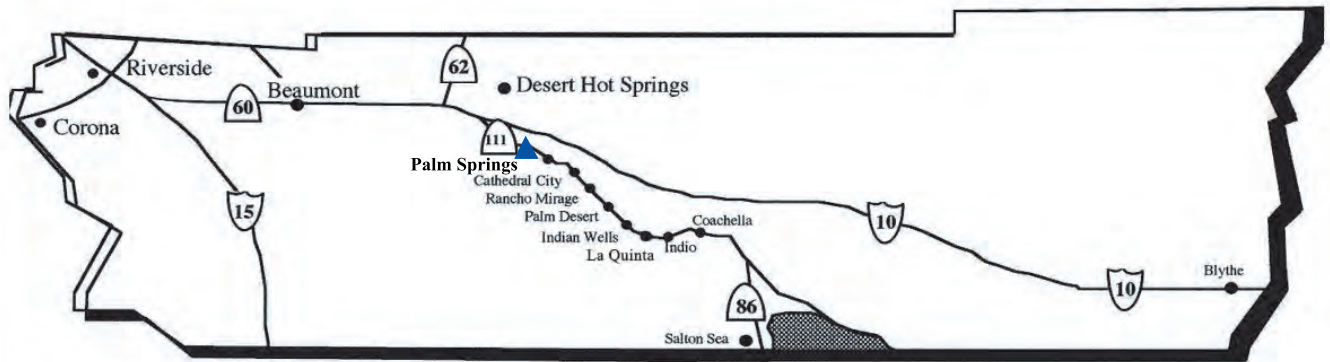 Riverside
62
Desert Hot Springs
Beaumont
60
Corona
111
Palm Springs
Cathedral City
Rancho Mirage
15
Palm Desert
Coachella
10
Indian Wells
Indio
La Quinta
Blythe
10
86
Salton Sea